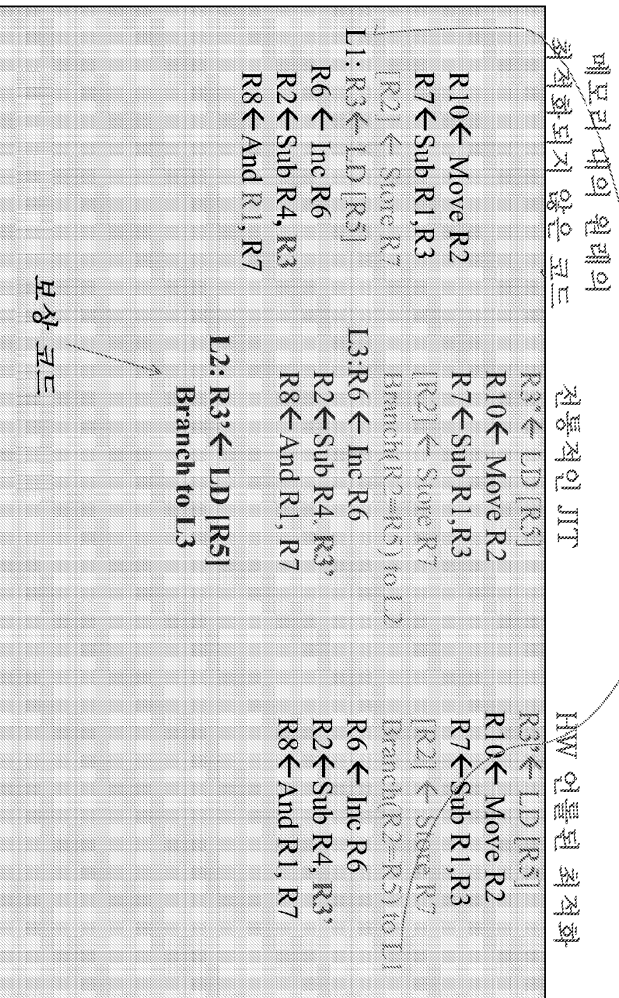 메모리 내의 원래의
최적화되지 않은 코드
R10← Move R2
R7←Sub R1,R3
[R2] ← Store R7
L1: R3← LD [R5]
R6 ← Inc R6
R2←Sub R4, R3
R8←And R1, R7
전통적인 JIT
R3’← LD [R5]
R10← Move R2
R7←Sub R1,R3
[R2] ← Store R7
Branch(R2=R5) to L2
L3:R6 ← Inc R6
R2←Sub R4, R3’
R8←And R1, R7
L2: R3’← LD [R5]
Branch to L3
보상 코드
HW 언롤된 최적화
R3’← LD [R5]
R10← Move R2
R7←Sub R1,R3
[R2] ← Store R7
Branch(R2=R5) to L1
R6 ← Inc R6
R2←Sub R4, R3’
R8←And R1, R7